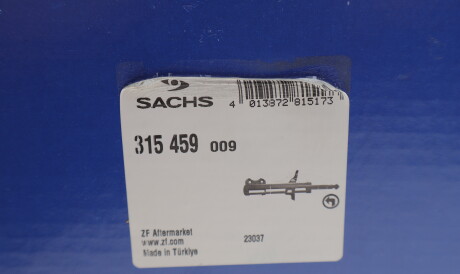 SACHS
4 013872 815173
315 459 009
ZF Aftermarket
www.zf.com
Made in Türkiye
23037